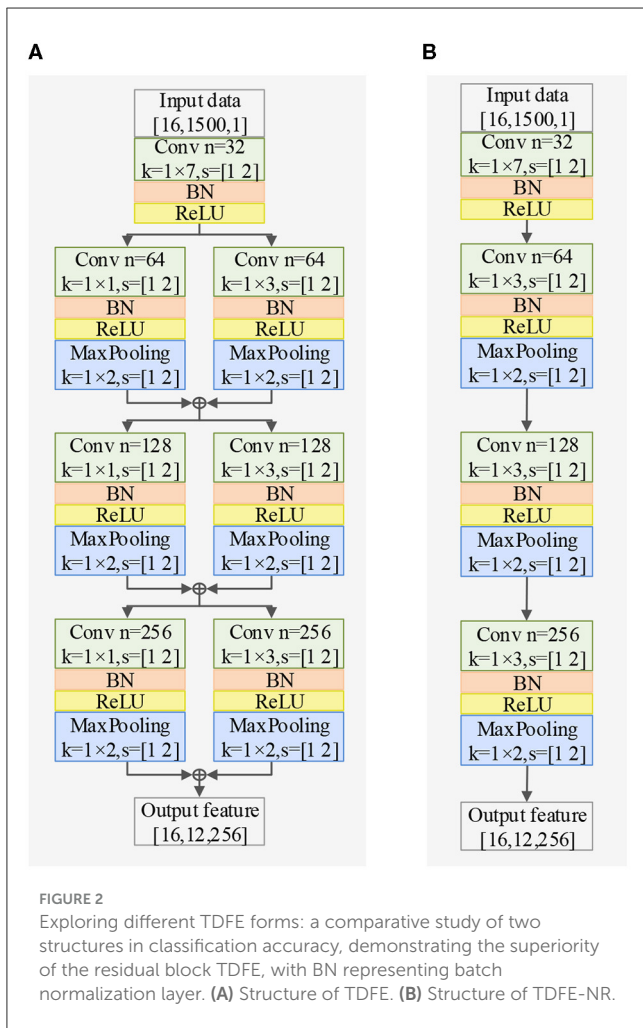 A
Input data
[16,1500,1]
Conv n=32
k=1×7,s=[1 2]
BN
ReLU
Conv n=64
k=1×1,s=[1 2]
BN
ReLU
MaxPooling
k=1×2,s=[1 2]
Conv n=64
k=1×3,s=[1 2]
BN
ReLU
MaxPooling
k=1×2,s=[1 2]
Conv n=128
k=1×1,s=[1 2]
BN
ReLU
MaxPooling
k=1×2,s=[1 2]
Conv n=128
k=1×3,s=[1 2]
BN
ReLU
MaxPooling
k=1×2,s=[1 2]
Conv n=256
k=1×1,s=[1 2]
BN
ReLU
MaxPooling
k=1×2,s=[1 2]
Conv n=256
k=1×3,s=[1 2]
BN
ReLU
MaxPooling
k=1×2,s=[1 2]
Output feature
[16,12,256]
B
Input data
[16,1500,1]
Conv n=32
k=1×7,s=[1 2]
BN
ReLU
Conv n=64
k=1×3,s=[1 2]
BN
ReLU
MaxPooling
k=1×2,s=[1 2]
Conv n=128
k=1×3,s=[1 2]
BN
ReLU
MaxPooling
k=1×2,s=[1 2]
Conv n=256
k=1×3,s=[1 2]
BN
ReLU
MaxPooling
k=1×2,s=[1 2]
Output feature
[16,12,256]
FIGURE 2
Exploring different TDFE forms: a comparative study of two
structures in classification accuracy, demonstrating the superiority
of the residual block TDFE, with BN representing batch
normalization layer. (A) Structure of TDFE. (B) Structure of TDFE-NR.